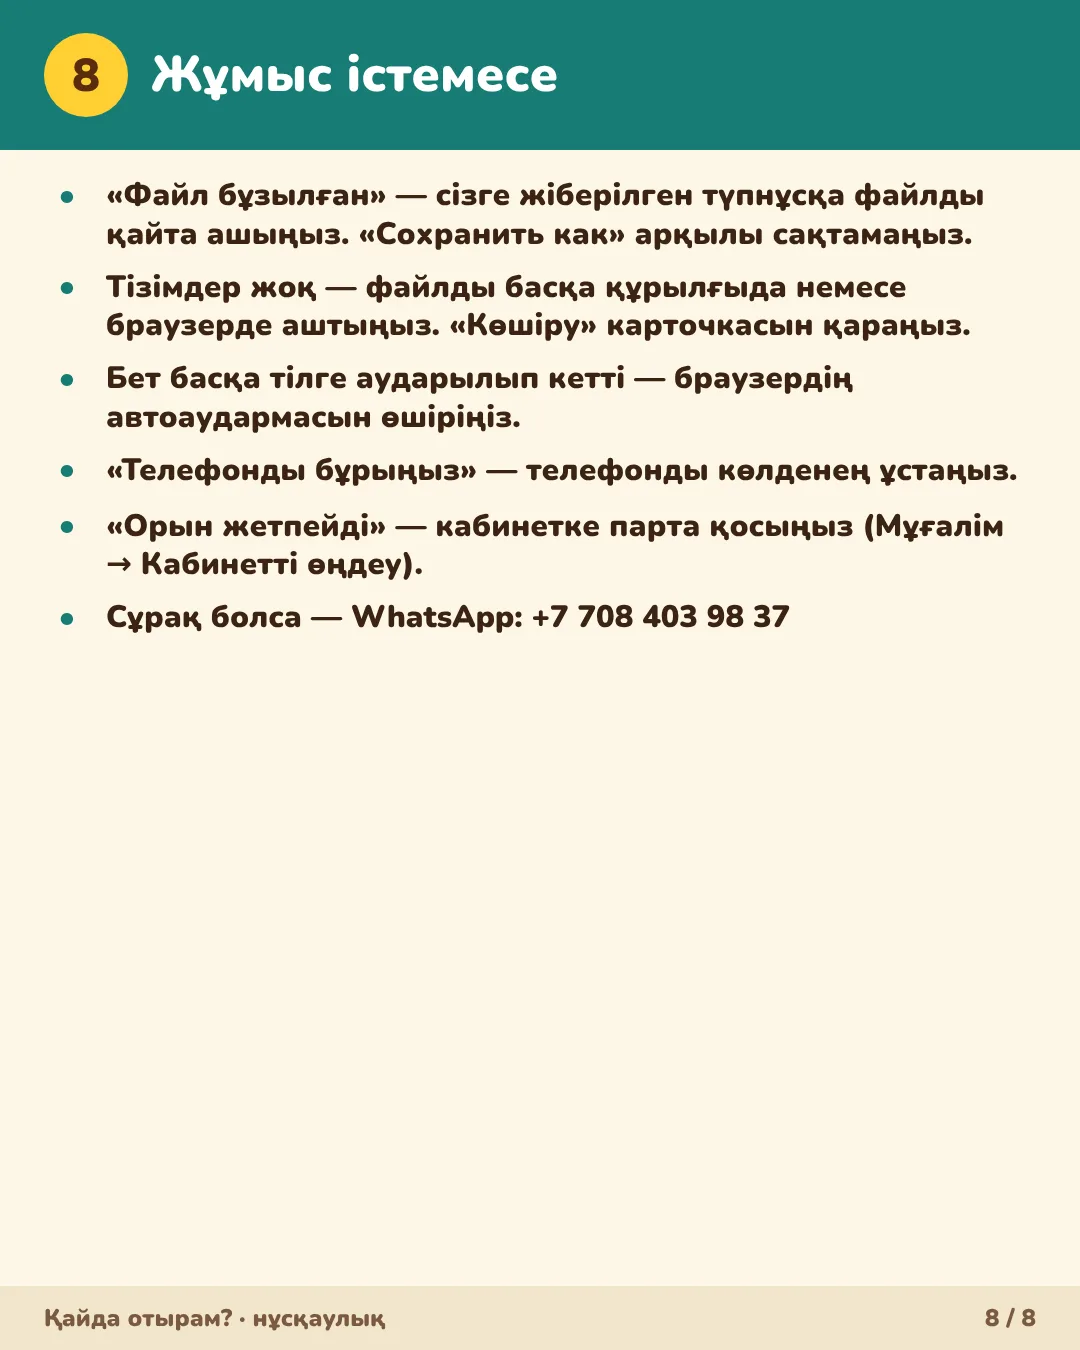 8 Жұмыс істемесе
• «Файл бұзылған» — сізге жіберілген түпнұсқа файлды
қайта ашыңыз. «Сохранить как» арқылы сақтамаңыз.
• Тізімдер жоқ — файлды басқа құрылғыда немесе
браузерде аштыңыз. «Көшіру» карточкасын қараңыз.
• Бет басқа тілге аударылып кетті — браузердің
автоаудармасын өшіріңіз.
• «Телефонды бұрыңыз» — телефонды көлденең ұстаңыз.
• «Орын жетпейді» — кабинетке парта қосыңыз (Мұғалім
→ Кабинетті өңдеу).
• Сұрақ болса — WhatsApp: +7 708 403 98 37
Қайда отырам? · нұсқаулық 8 / 8